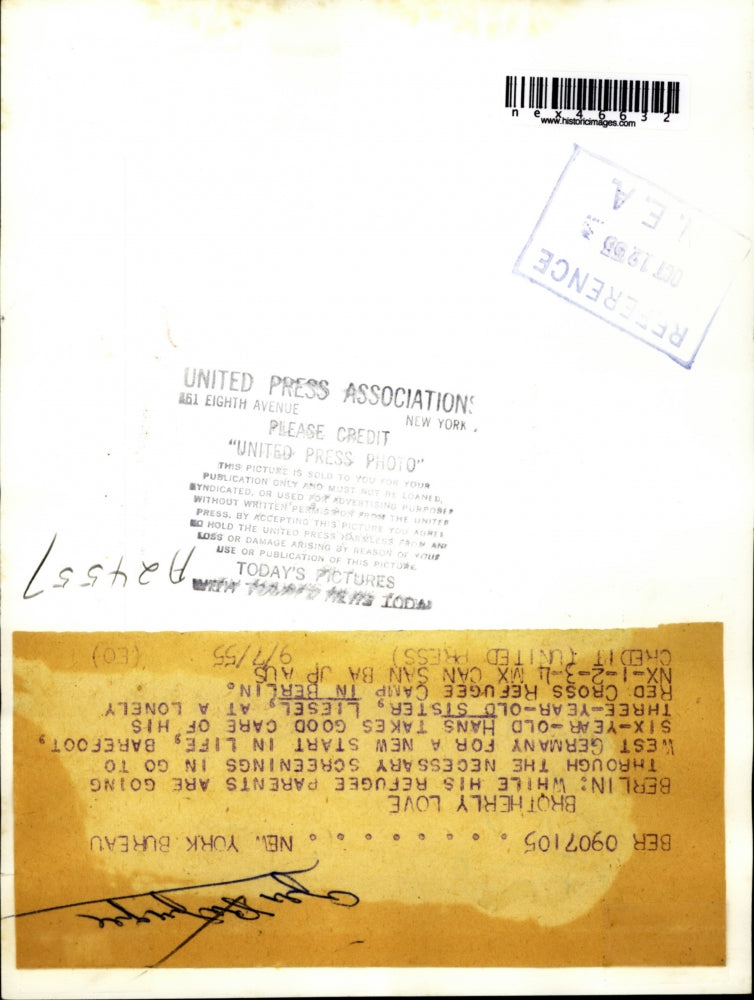 nex46632
www.historicimages.com
REFERENCE
OCT 12 1955
N. E. A.
UNITED PRESS ASSOCIATIONS
461 EIGHTH AVENUE
NEW YORK
PLEASE CREDIT
"UNITED PRESS PHOTO"
THIS PICTURE IS SOLD TO YOU FOR YOUR
PUBLICATION ONLY AND MUST NOT BE LOANED,
SYNDICATED, OR USED FOR ADVERTISING PURPOSES
WITHOUT WRITTEN PERMISSION FROM THE UNITED
PRESS. BY ACCEPTING THIS PICTURE YOU AGREE
TO HOLD THE UNITED PRESS HARMLESS FROM ANY
LOSS OR DAMAGE ARISING BY REASON OF YOUR
USE OR PUBLICATION OF THIS PICTURE
TODAY'S PICTURES
WITH TODAY'S NEWS TODAY
A24557
BER 0907105 . . . . . . . . NEW YORK BUREAU
BROTHERLY LOVE
BERLIN: WHILE HIS REFUGEE PARENTS ARE GOING
THROUGH THE NECESSARY SCREENINGS IN GO TO
WEST GERMANY FOR A NEW START IN LIFE, BAREFOOT,
SIX-YEAR-OLD HANS TAKES GOOD CARE OF HIS
THREE-YEAR-OLD SISTER, LIESEL, AT A LONELY
RED CROSS REFUGEE CAMP IN BERLIN.
NX-1-2-3-4 MX CAN SAN BA JP AUS
CREDIT (UNITED PRESS) 9/7/55 (EO)